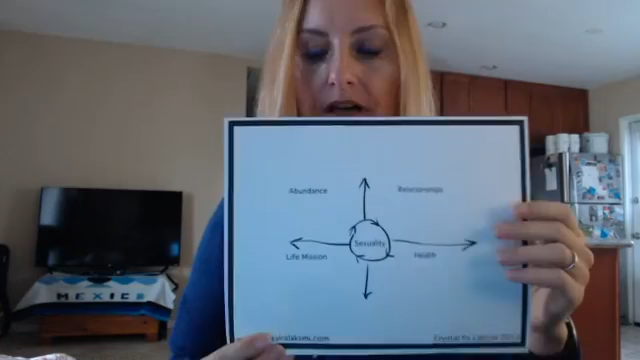 Abundance
Relationships
Sexuality
Life Mission
Health
MEXICO